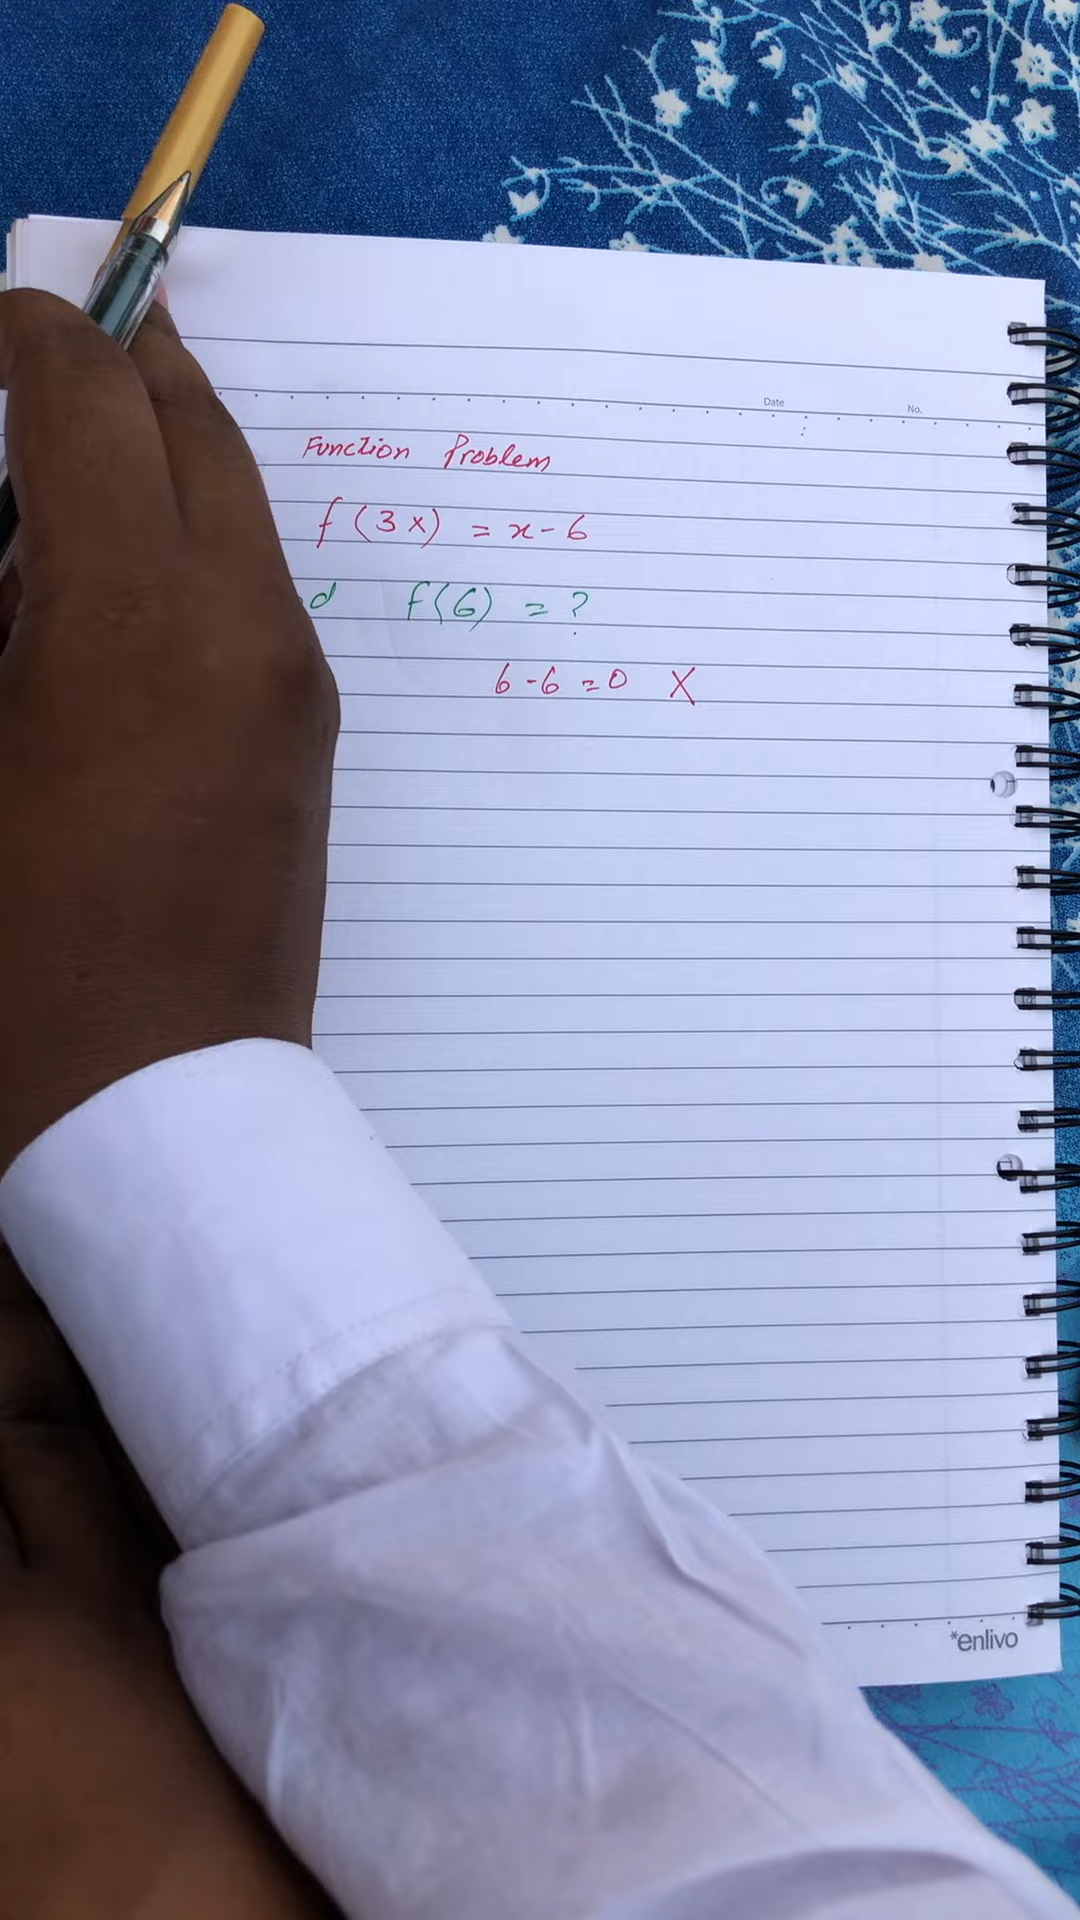 Date No.
Function Problem
f(3x) = x-6
d f(6) = ?
6-6=0 X
*enlivo